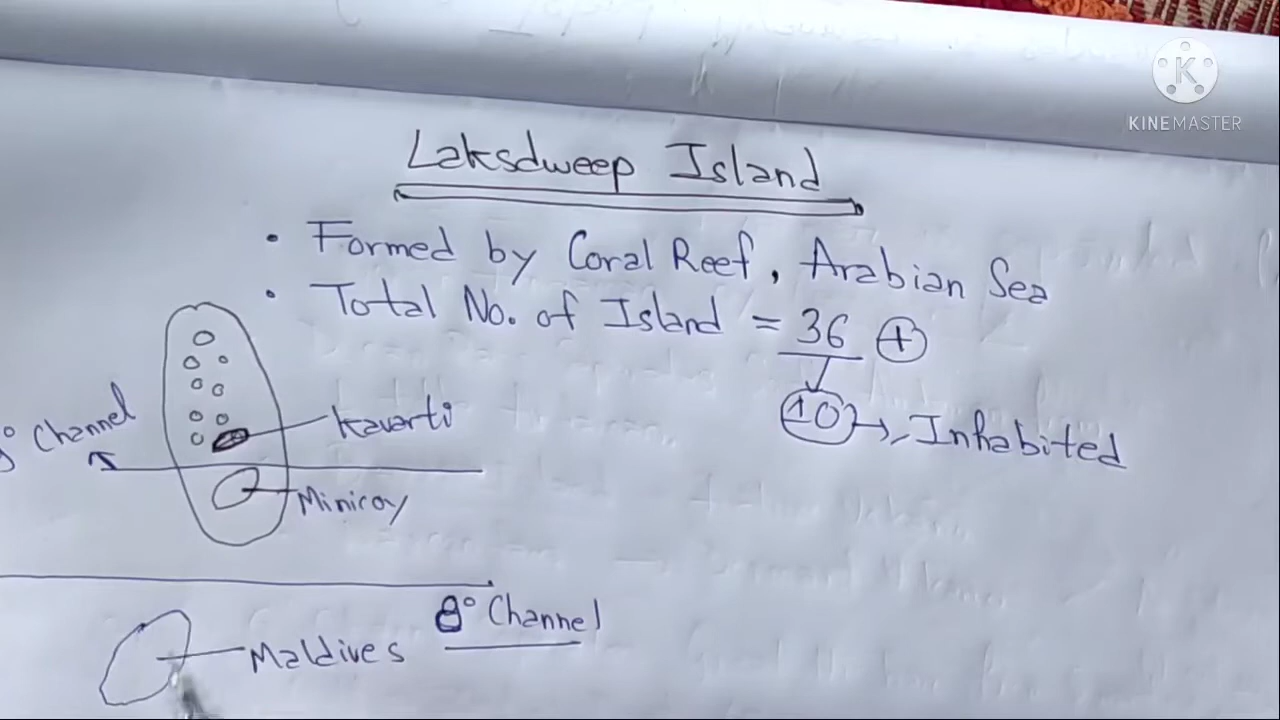 KINEMASTER
Laksdweep Island
• Formed by Coral Reef, Arabian Sea
• Total No. of Island = 36 +
10 → Inhabited
° Channel
Kavarti
Minicoy
8° Channel
Maldives